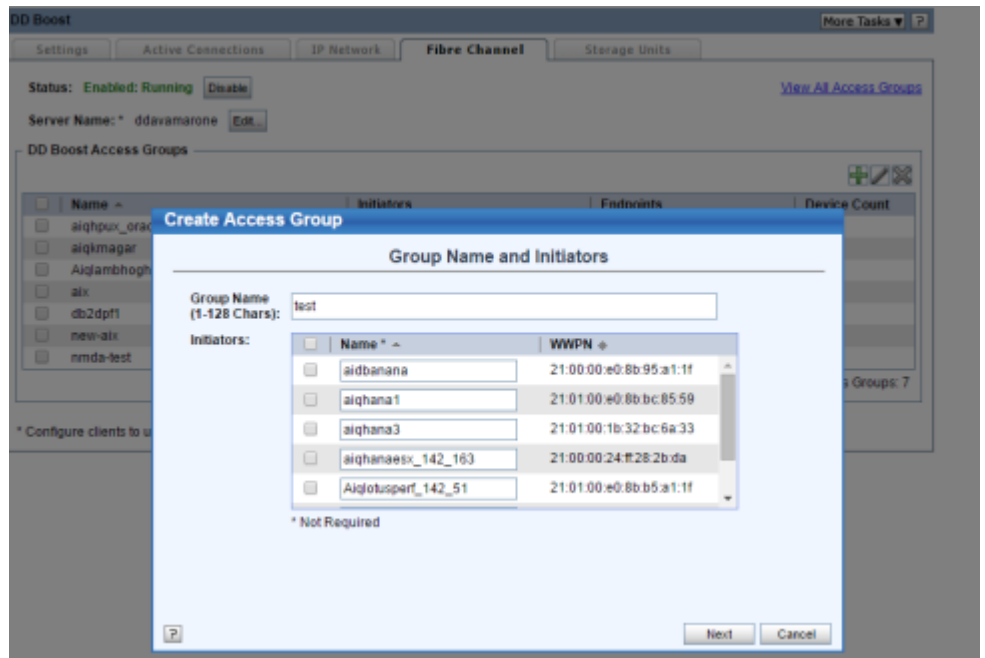 DD Boost More Tasks ▼ ?
Settings Active Connections IP Network Fibre Channel Storage Units
Status: Enabled: Running Disable View All Access Groups
Server Name: * ddavamarone Edit...
DD Boost Access Groups
Name Initiators Endpoints Device Count
aiqhpux_orac
aiqkmagar
Aiqlambhogh
aix
db2dpf1
new-aix
nmda-test
s Groups: 7
* Configure clients to u
Create Access Group
Group Name and Initiators
Group Name
(1-128 Chars): test
Initiators: Name * WWPN
aidbanana 21:00:00:e0:8b:95:a1:1f
aiqhana1 21:01:00:e0:8b:bc:85:59
aiqhana3 21:01:00:1b:32:bc:6a:33
aiqhanaesx_142_163 21:00:00:24:ff:28:2b:da
Aiqlotusperf_142_51 21:01:00:e0:8b:b5:a1:1f
* Not Required
? Next Cancel